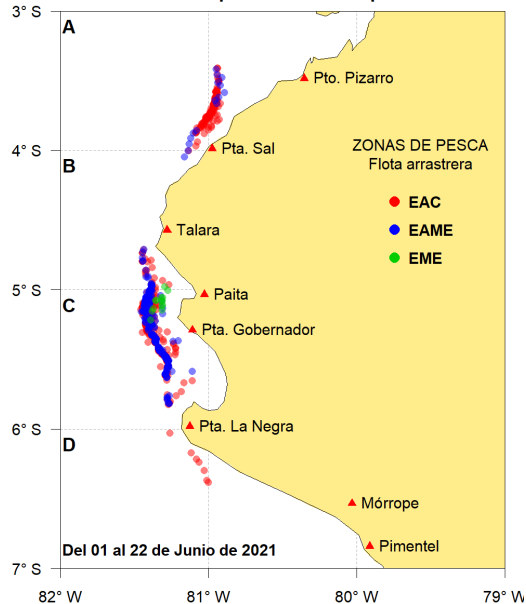 3° S
A
Pto. Pizarro
4° S
Pta. Sal
B
ZONAS DE PESCA
Flota arrastrera
EAC
EAME
EME
Talara
5° S
Paita
C
Pta. Gobernador
6° S
Pta. La Negra
D
Mórrope
Pimentel
Del 01 al 22 de Junio de 2021
7° S
82° W
81° W
80° W
79° W